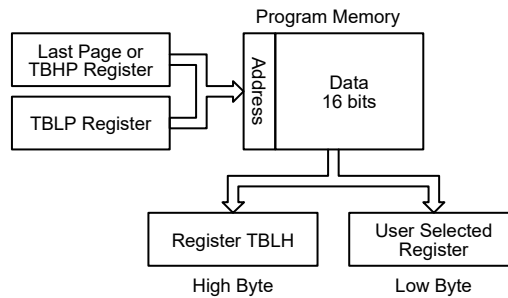 Program Memory
Last Page or
TBHP Register
TBLP Register
Address
Data
16 bits
Register TBLH
User Selected
Register
High Byte
Low Byte